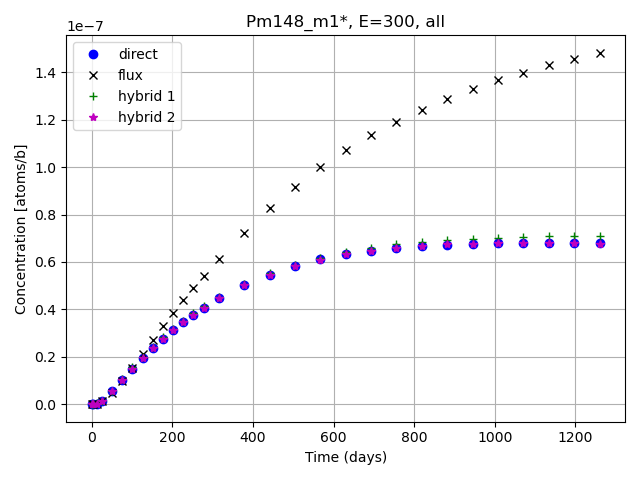 Pm148_m1*, E=300, all
1e−7
direct
flux
hybrid 1
hybrid 2
1.4
1.2
1.0
0.8
0.6
0.4
0.2
0.0
Concentration [atoms/b]
0 200 400 600 800 1000 1200
Time (days)